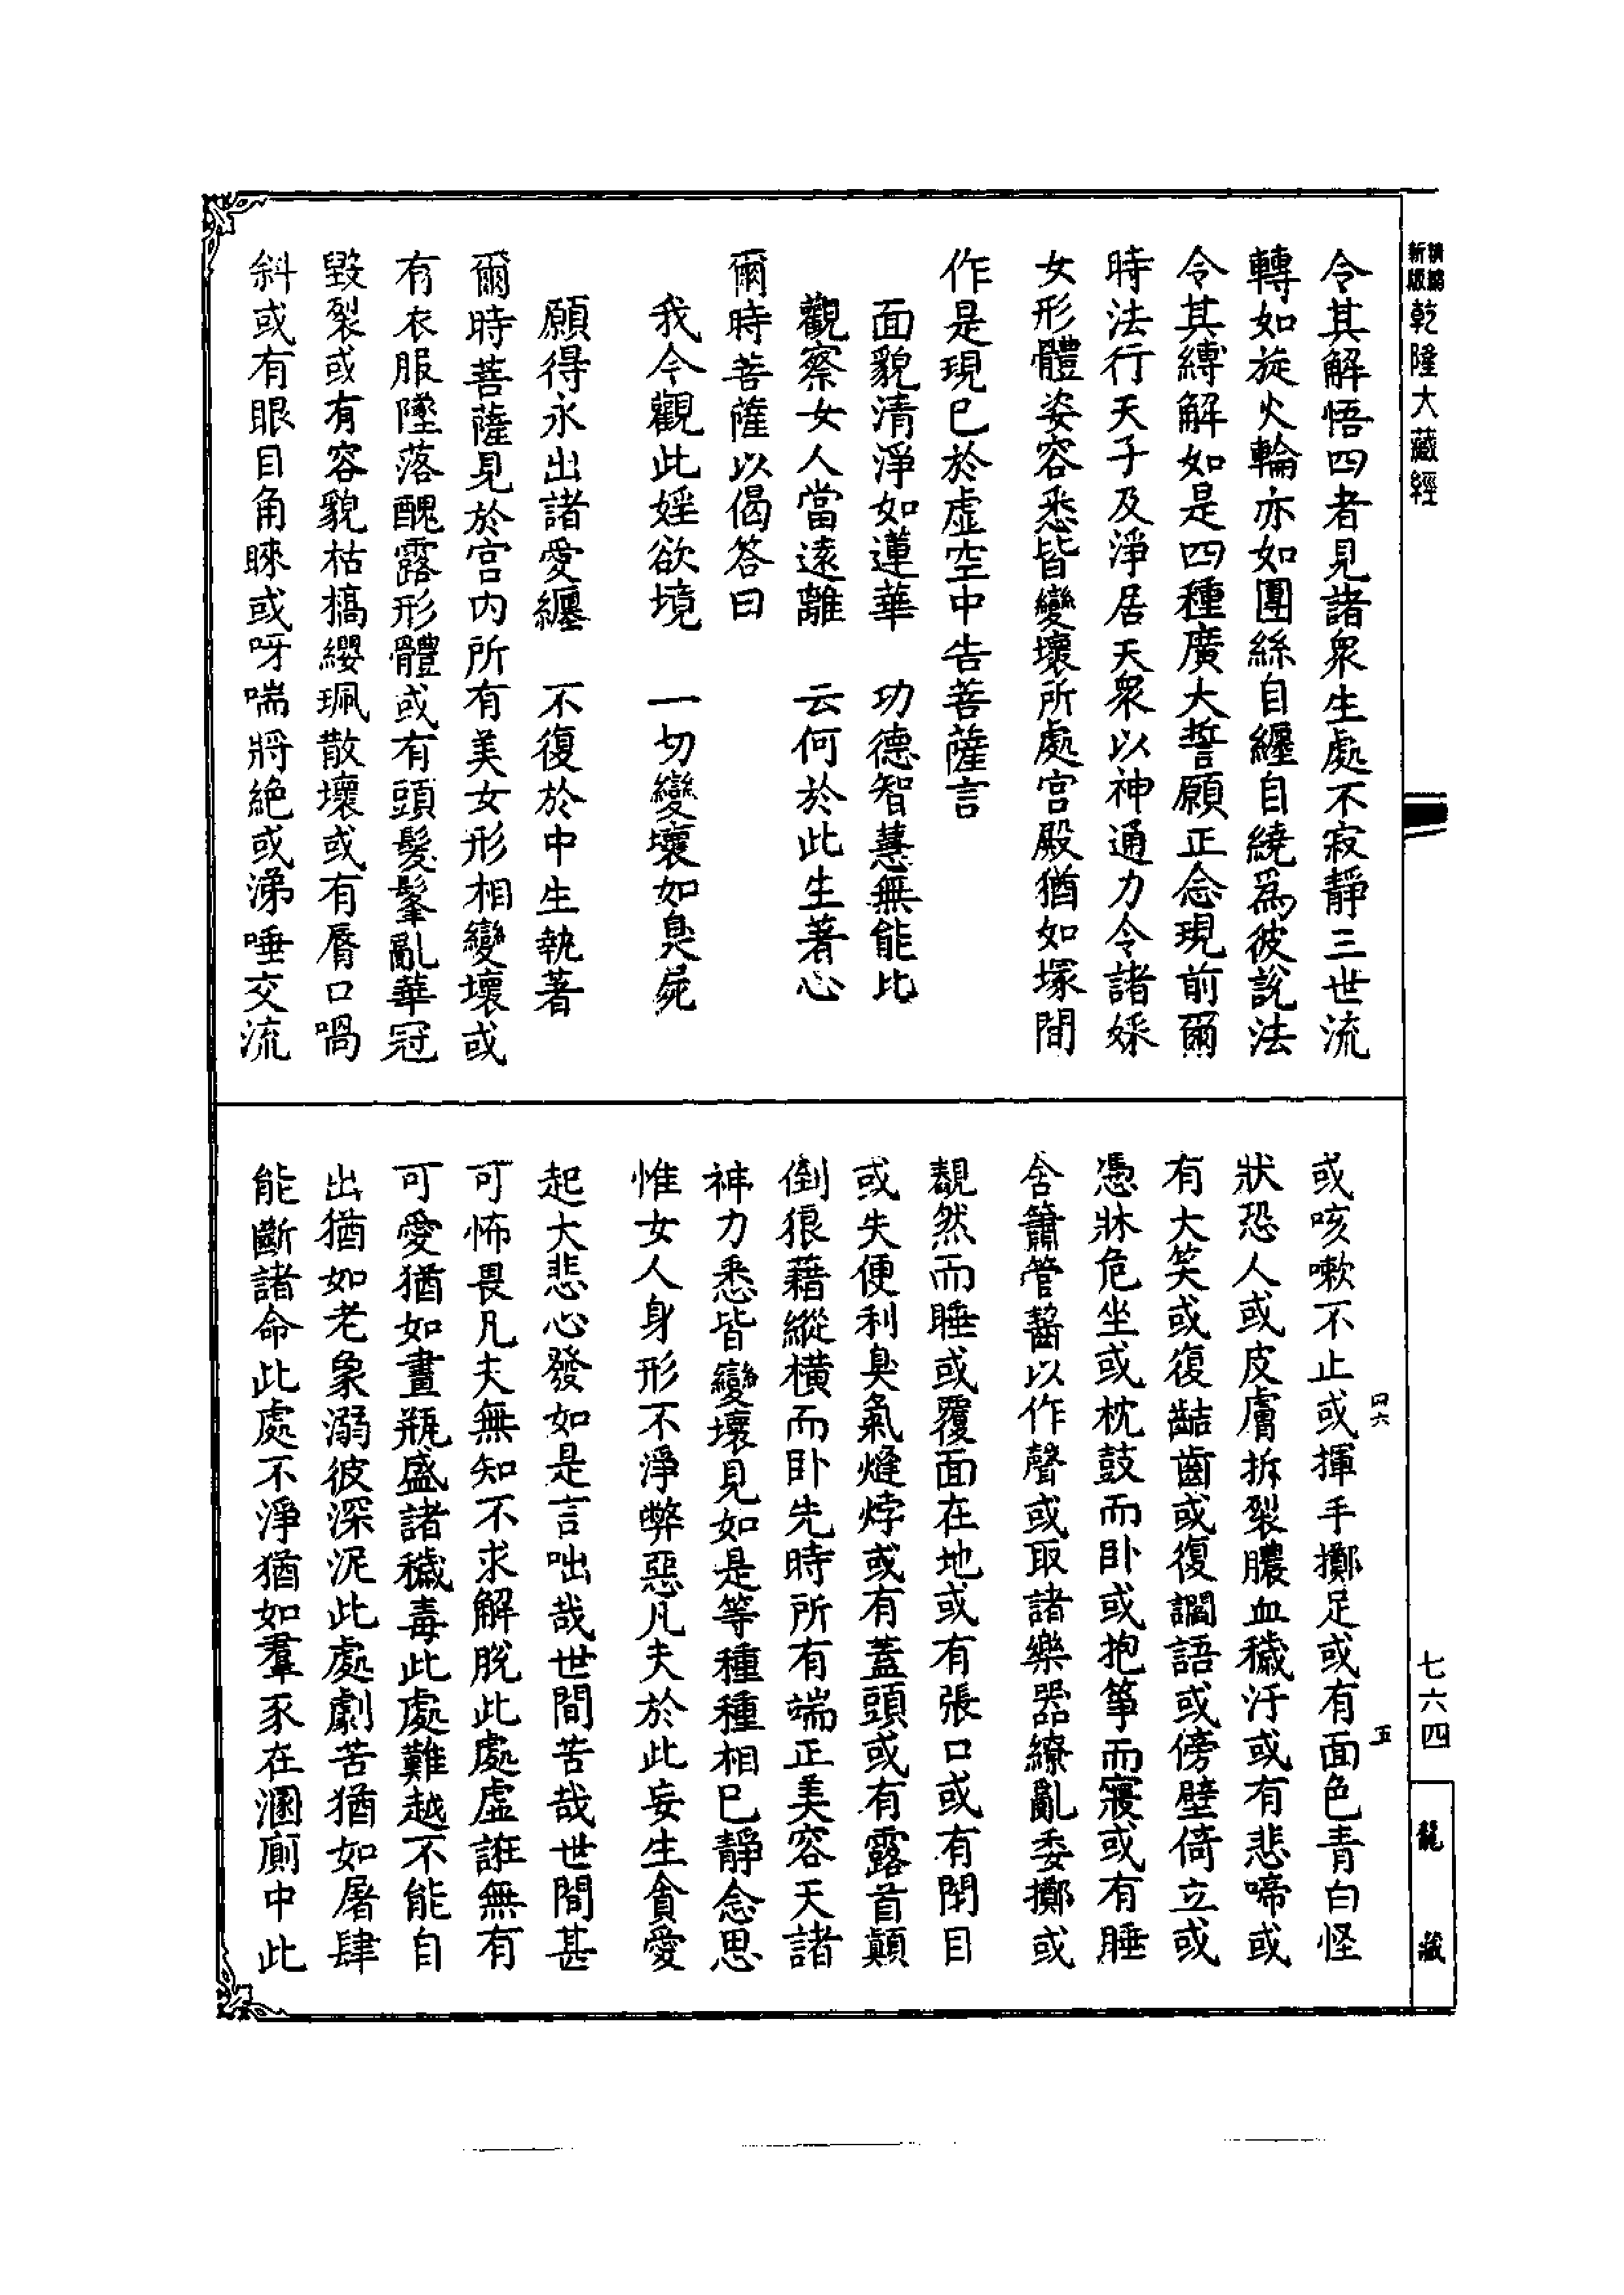 新版
精編
乾隆大藏經
令其解悟四者見諸衆生處不寂靜三世流
轉如旋火輪亦如團絲自纏自繞爲彼說法
令其縛解如是四種廣大誓願正念現前爾
時法行天子及淨居天衆以神通力令諸婇
女形體姿容悉皆變壞所處宮殿猶如塚間
作是現已於虛空中告菩薩言
面貌清淨如蓮華　功德智慧無能比
觀察女人當遠離　云何於此生著心
爾時菩薩以偈答曰
我今觀此婬欲境　一切變壞如臭屍
願得永出諸愛纏　不復於中生執著
爾時菩薩見於宮内所有美女形相變壞或
有衣服墜落醜露形體或有頭髮髼亂華冠
毀裂或有容貌枯槁纓珮散壞或有脣口喎
斜或有眼目角睞或呀喘將絕或涕唾交流
或咳嗽不止或揮手擲足或有面色青白怪
狀恐人或皮膚拆裂膿血穢汙或有悲啼或
有大笑或復齘齒或復讇語或傍壁倚立或
憑牀危坐或枕鼓而卧或抱箏而寢或有睡
含簫管齧以作聲或取諸樂器繚亂委擲或
覩然而睡或覆面在地或有張口或有閉目
或失便利臭氣熢㶿或有蓋頭或有露首顛
倒狼藉縱橫而卧先時所有端正美容天諸
神力悉皆變壞見如是等種種相已靜念思
惟女人身形不淨弊惡凡夫於此妄生貪愛
起大悲心發如是言咄哉世間苦哉世間甚
可怖畏凡夫無知不求解脫此處虛誑無有
可愛猶如畫瓶盛諸穢毒此處難越不能自
出猶如老象溺彼深泥此處劇苦猶如屠肆
能斷諸命此處不淨猶如羣豕在溷廁中此
六
五
七六四
龍藏